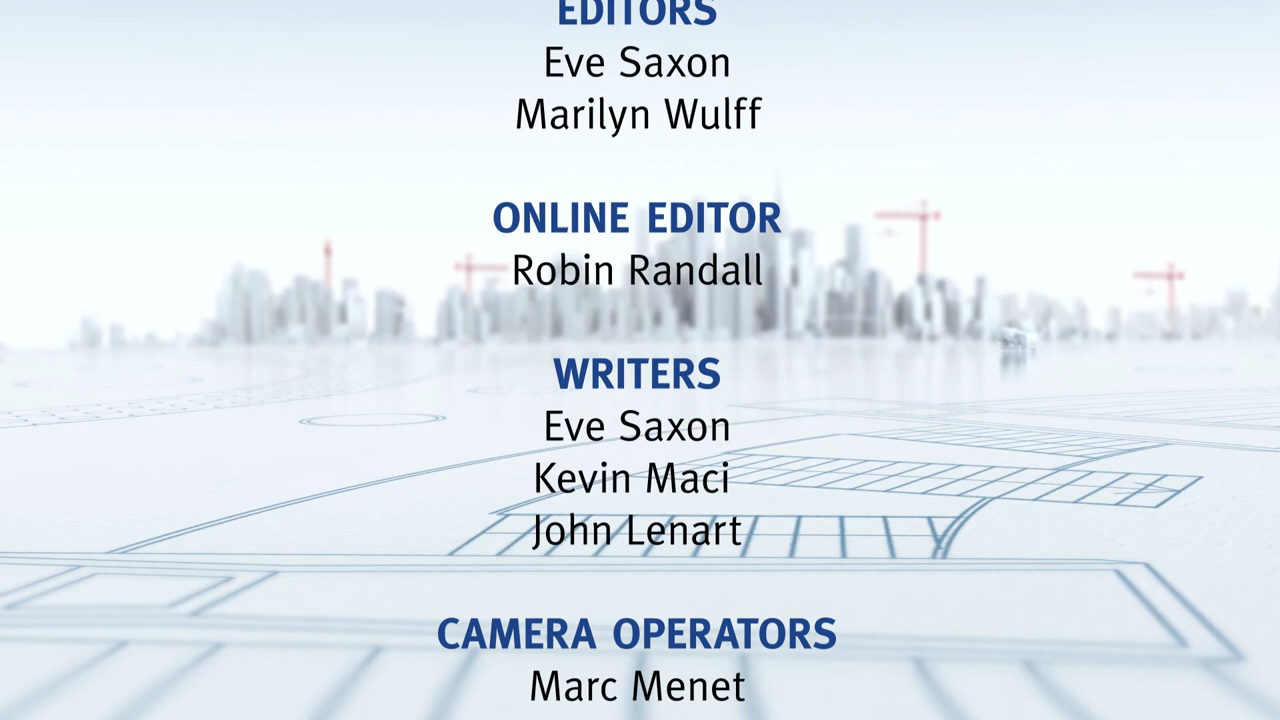 EDITORS
Eve Saxon
Marilyn Wulff
ONLINE EDITOR
Robin Randall
WRITERS
Eve Saxon
Kevin Maci
John Lenart
CAMERA OPERATORS
Marc Menet